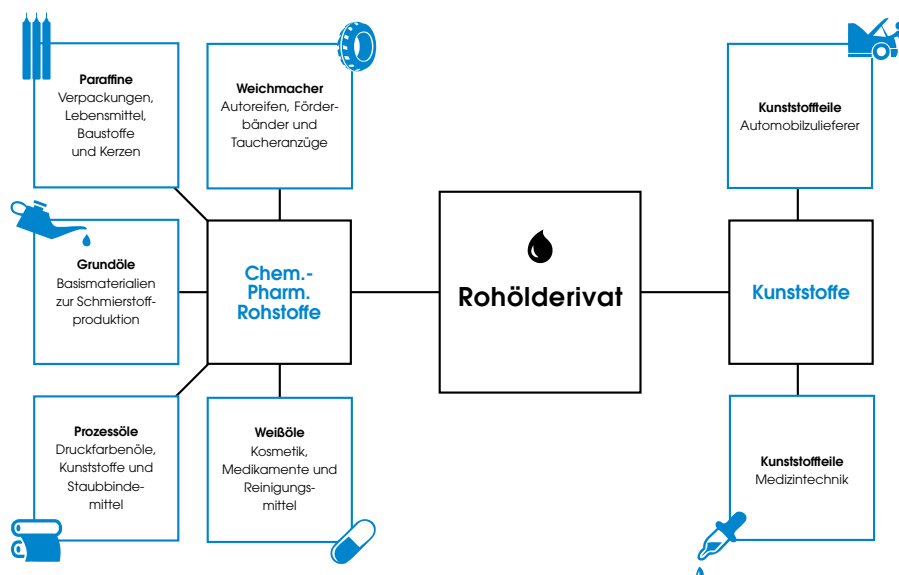 Paraffine
Verpackungen,
Lebensmittel,
Baustoffe
und Kerzen
Weichmacher
Autoreifen, Förder-
bänder und
Taucheranzüge
Kunststoffteile
Automobilzulieferer
Grundöle
Basismaterialien
zur Schmierstoff-
produktion
Chem.-
Pharm.
Rohstoffe
Rohölderivat
Kunststoffe
Prozessöle
Druckfarbenöle,
Kunststoffe und
Staubbinde-
mittel
Weißöle
Kosmetik,
Medikamente und
Reinigungs-
mittel
Kunststoffteile
Medizintechnik